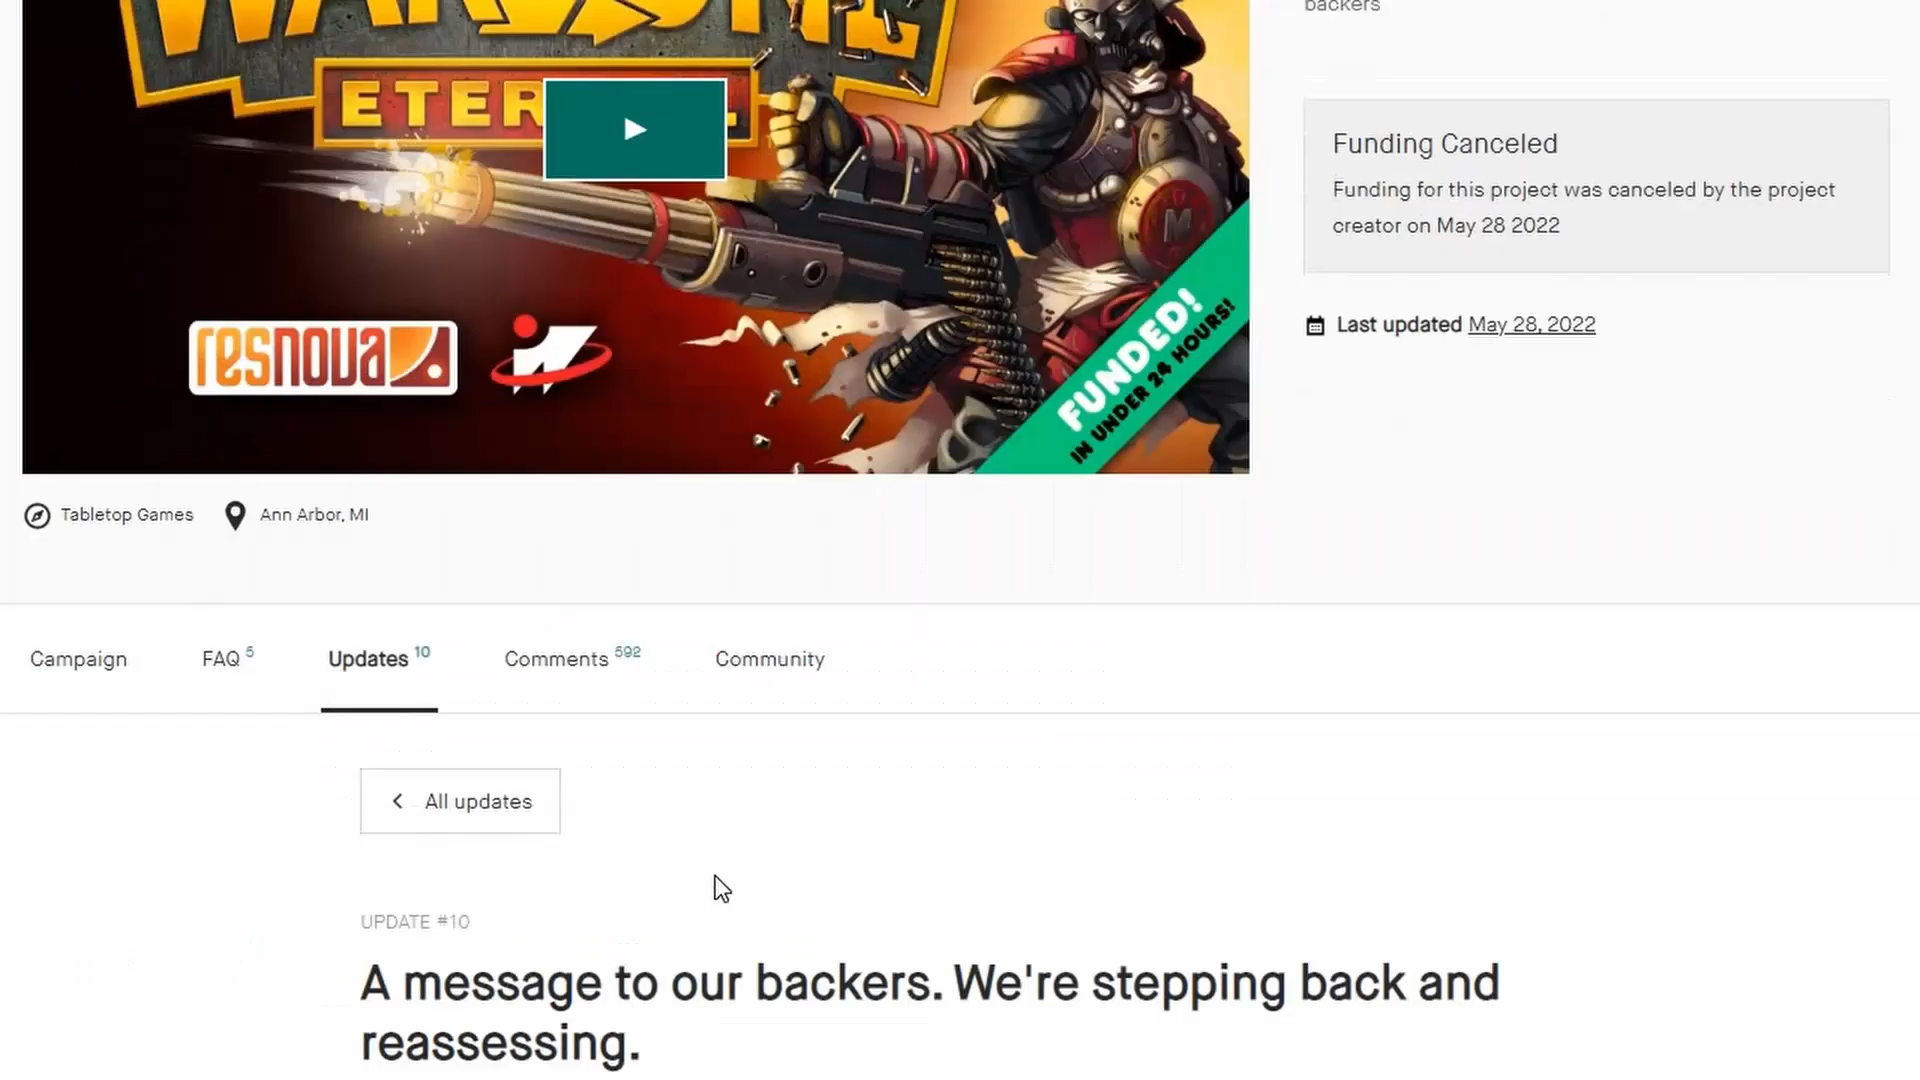 WARZONE
backers
ETER L
Funding Canceled
Funding for this project was canceled by the project
creator on May 28 2022
M
FUNDED!
IN UNDER 24 HOURS!
Last updated May 28, 2022
resnova
Tabletop Games Ann Arbor, MI
Campaign FAQ 5 Updates 10 Comments 592 Community
All updates
UPDATE #10
A message to our backers. We're stepping back and
reassessing.